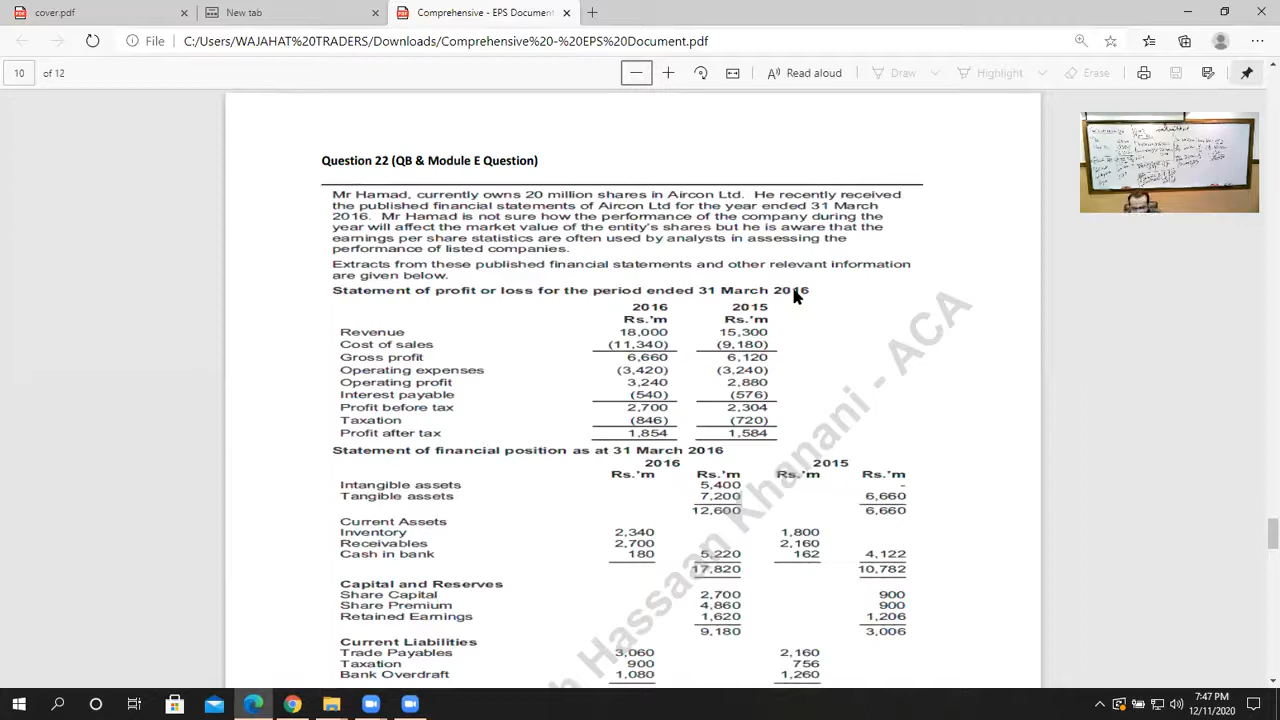 cover.pdf
New tab
Comprehensive - EPS Document
File
C:/Users/WAJAHAT%20TRADERS/Downloads/Comprehensive%20-%20EPS%20Document.pdf
10 of 12
Read aloud
Draw
Highlight
Erase
Question 22 (QB & Module E Question)
Mr Hamad, currently owns 20 million shares in Aircon Ltd. He recently received
the published financial statements of Aircon Ltd for the year ended 31 March
2016. Mr Hamad is not sure how the performance of the company during the
year will affect the market value of the entity's shares but he is aware that the
earnings per share statistics are often used by analysts in assessing the
performance of listed companies.
Extracts from these published financial statements and other relevant information
are given below.
Statement of profit or loss for the period ended 31 March 2016
2016 2015
Rs.'m Rs.'m
Revenue 18,000 15,300
Cost of sales (11,340) (9,180)
Gross profit 6,660 6,120
Operating expenses (3,420) (3,240)
Operating profit 3,240 2,880
Interest payable (540) (576)
Profit before tax 2,700 2,304
Taxation (846) (720)
Profit after tax 1,854 1,584
Statement of financial position as at 31 March 2016
2016 2015
Rs.'m Rs.'m Rs.'m Rs.'m
Intangible assets 5,400 -
Tangible assets 7,200 6,660
12,600 6,660
Current Assets
Inventory 2,340 1,800
Receivables 2,700 2,160
Cash in bank 180 5,220 162 4,122
17,820 10,782
Capital and Reserves
Share Capital 2,700 900
Share Premium 4,860 900
Retained Earnings 1,620 1,206
9,180 3,006
Current Liabilities
Trade Payables 3,060 2,160
Taxation 900 756
Bank Overdraft 1,080 1,260
Hassaan Khanani - ACA
7:47 PM
12/11/2020